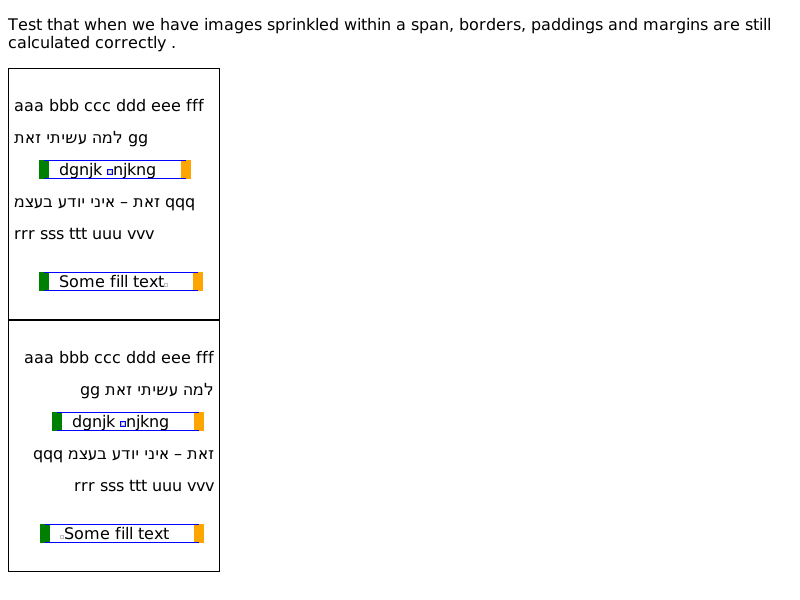 Test that when we have images sprinkled within a span, borders, paddings and margins are still
calculated correctly .
aaa bbb ccc ddd eee fff
למה עשיתי זאת gg
dgnjk njkng
זאת – איני יודע בעצמ qqq
rrr sss ttt uuu vvv
Some fill text
aaa bbb ccc ddd eee fff
למה עשיתי זאת gg
dgnjk njkng
זאת – איני יודע בעצמ qqq
rrr sss ttt uuu vvv
Some fill text